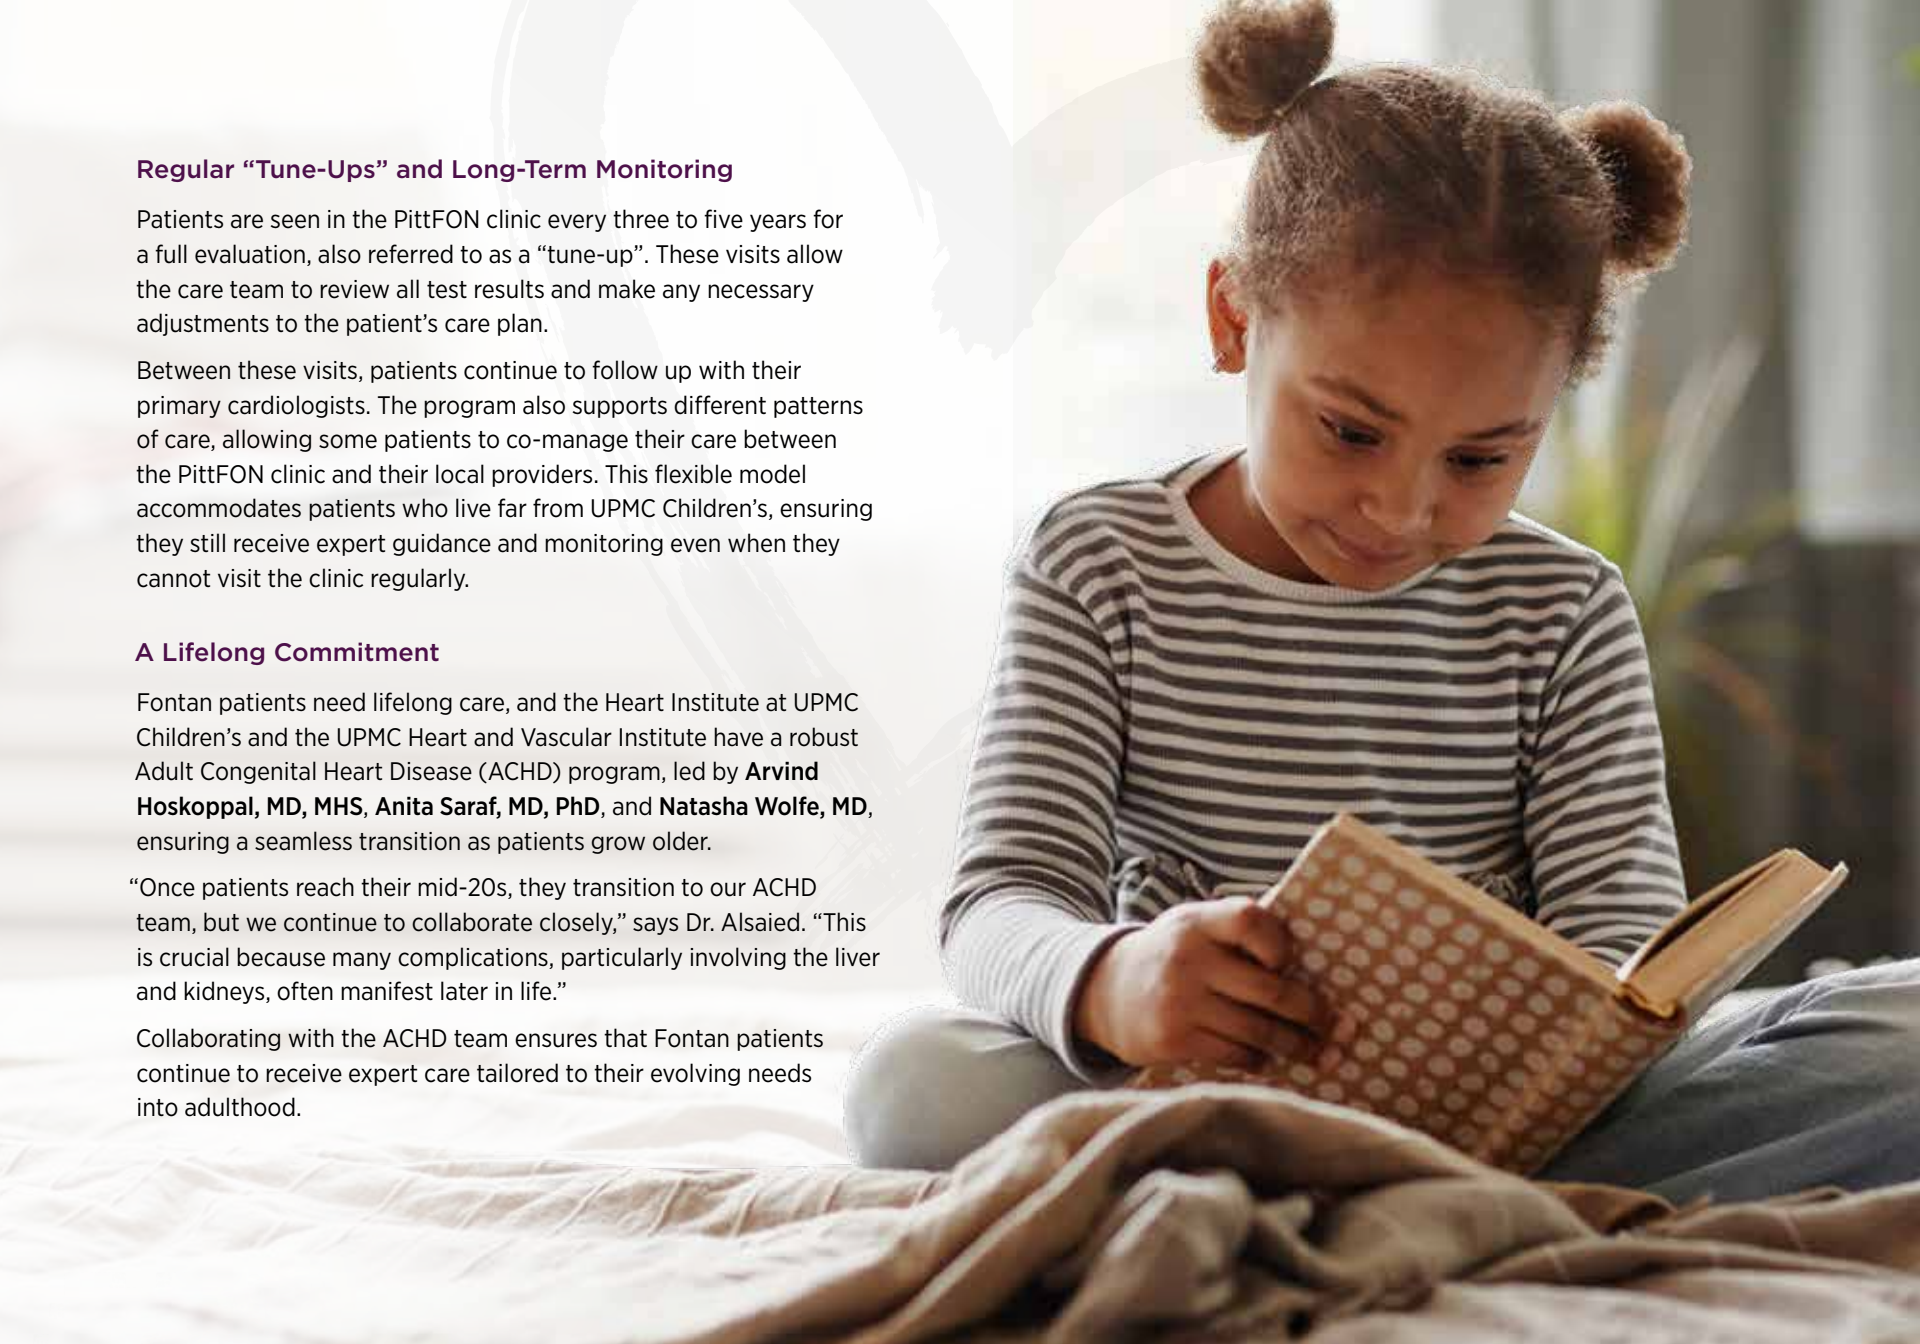 Regular “Tune-Ups” and Long-Term Monitoring
Patients are seen in the PittFON clinic every three to five years for
a full evaluation, also referred to as a “tune-up”. These visits allow
the care team to review all test results and make any necessary
adjustments to the patient’s care plan.
Between these visits, patients continue to follow up with their
primary cardiologists. The program also supports different patterns
of care, allowing some patients to co-manage their care between
the PittFON clinic and their local providers. This flexible model
accommodates patients who live far from UPMC Children’s, ensuring
they still receive expert guidance and monitoring even when they
cannot visit the clinic regularly.
A Lifelong Commitment
Fontan patients need lifelong care, and the Heart Institute at UPMC
Children’s and the UPMC Heart and Vascular Institute have a robust
Adult Congenital Heart Disease (ACHD) program, led by Arvind
Hoskoppal, MD, MHS, Anita Saraf, MD, PhD, and Natasha Wolfe, MD,
ensuring a seamless transition as patients grow older.
“Once patients reach their mid-20s, they transition to our ACHD
team, but we continue to collaborate closely,” says Dr. Alsaied. “This
is crucial because many complications, particularly involving the liver
and kidneys, often manifest later in life.”
Collaborating with the ACHD team ensures that Fontan patients
continue to receive expert care tailored to their evolving needs
into adulthood.